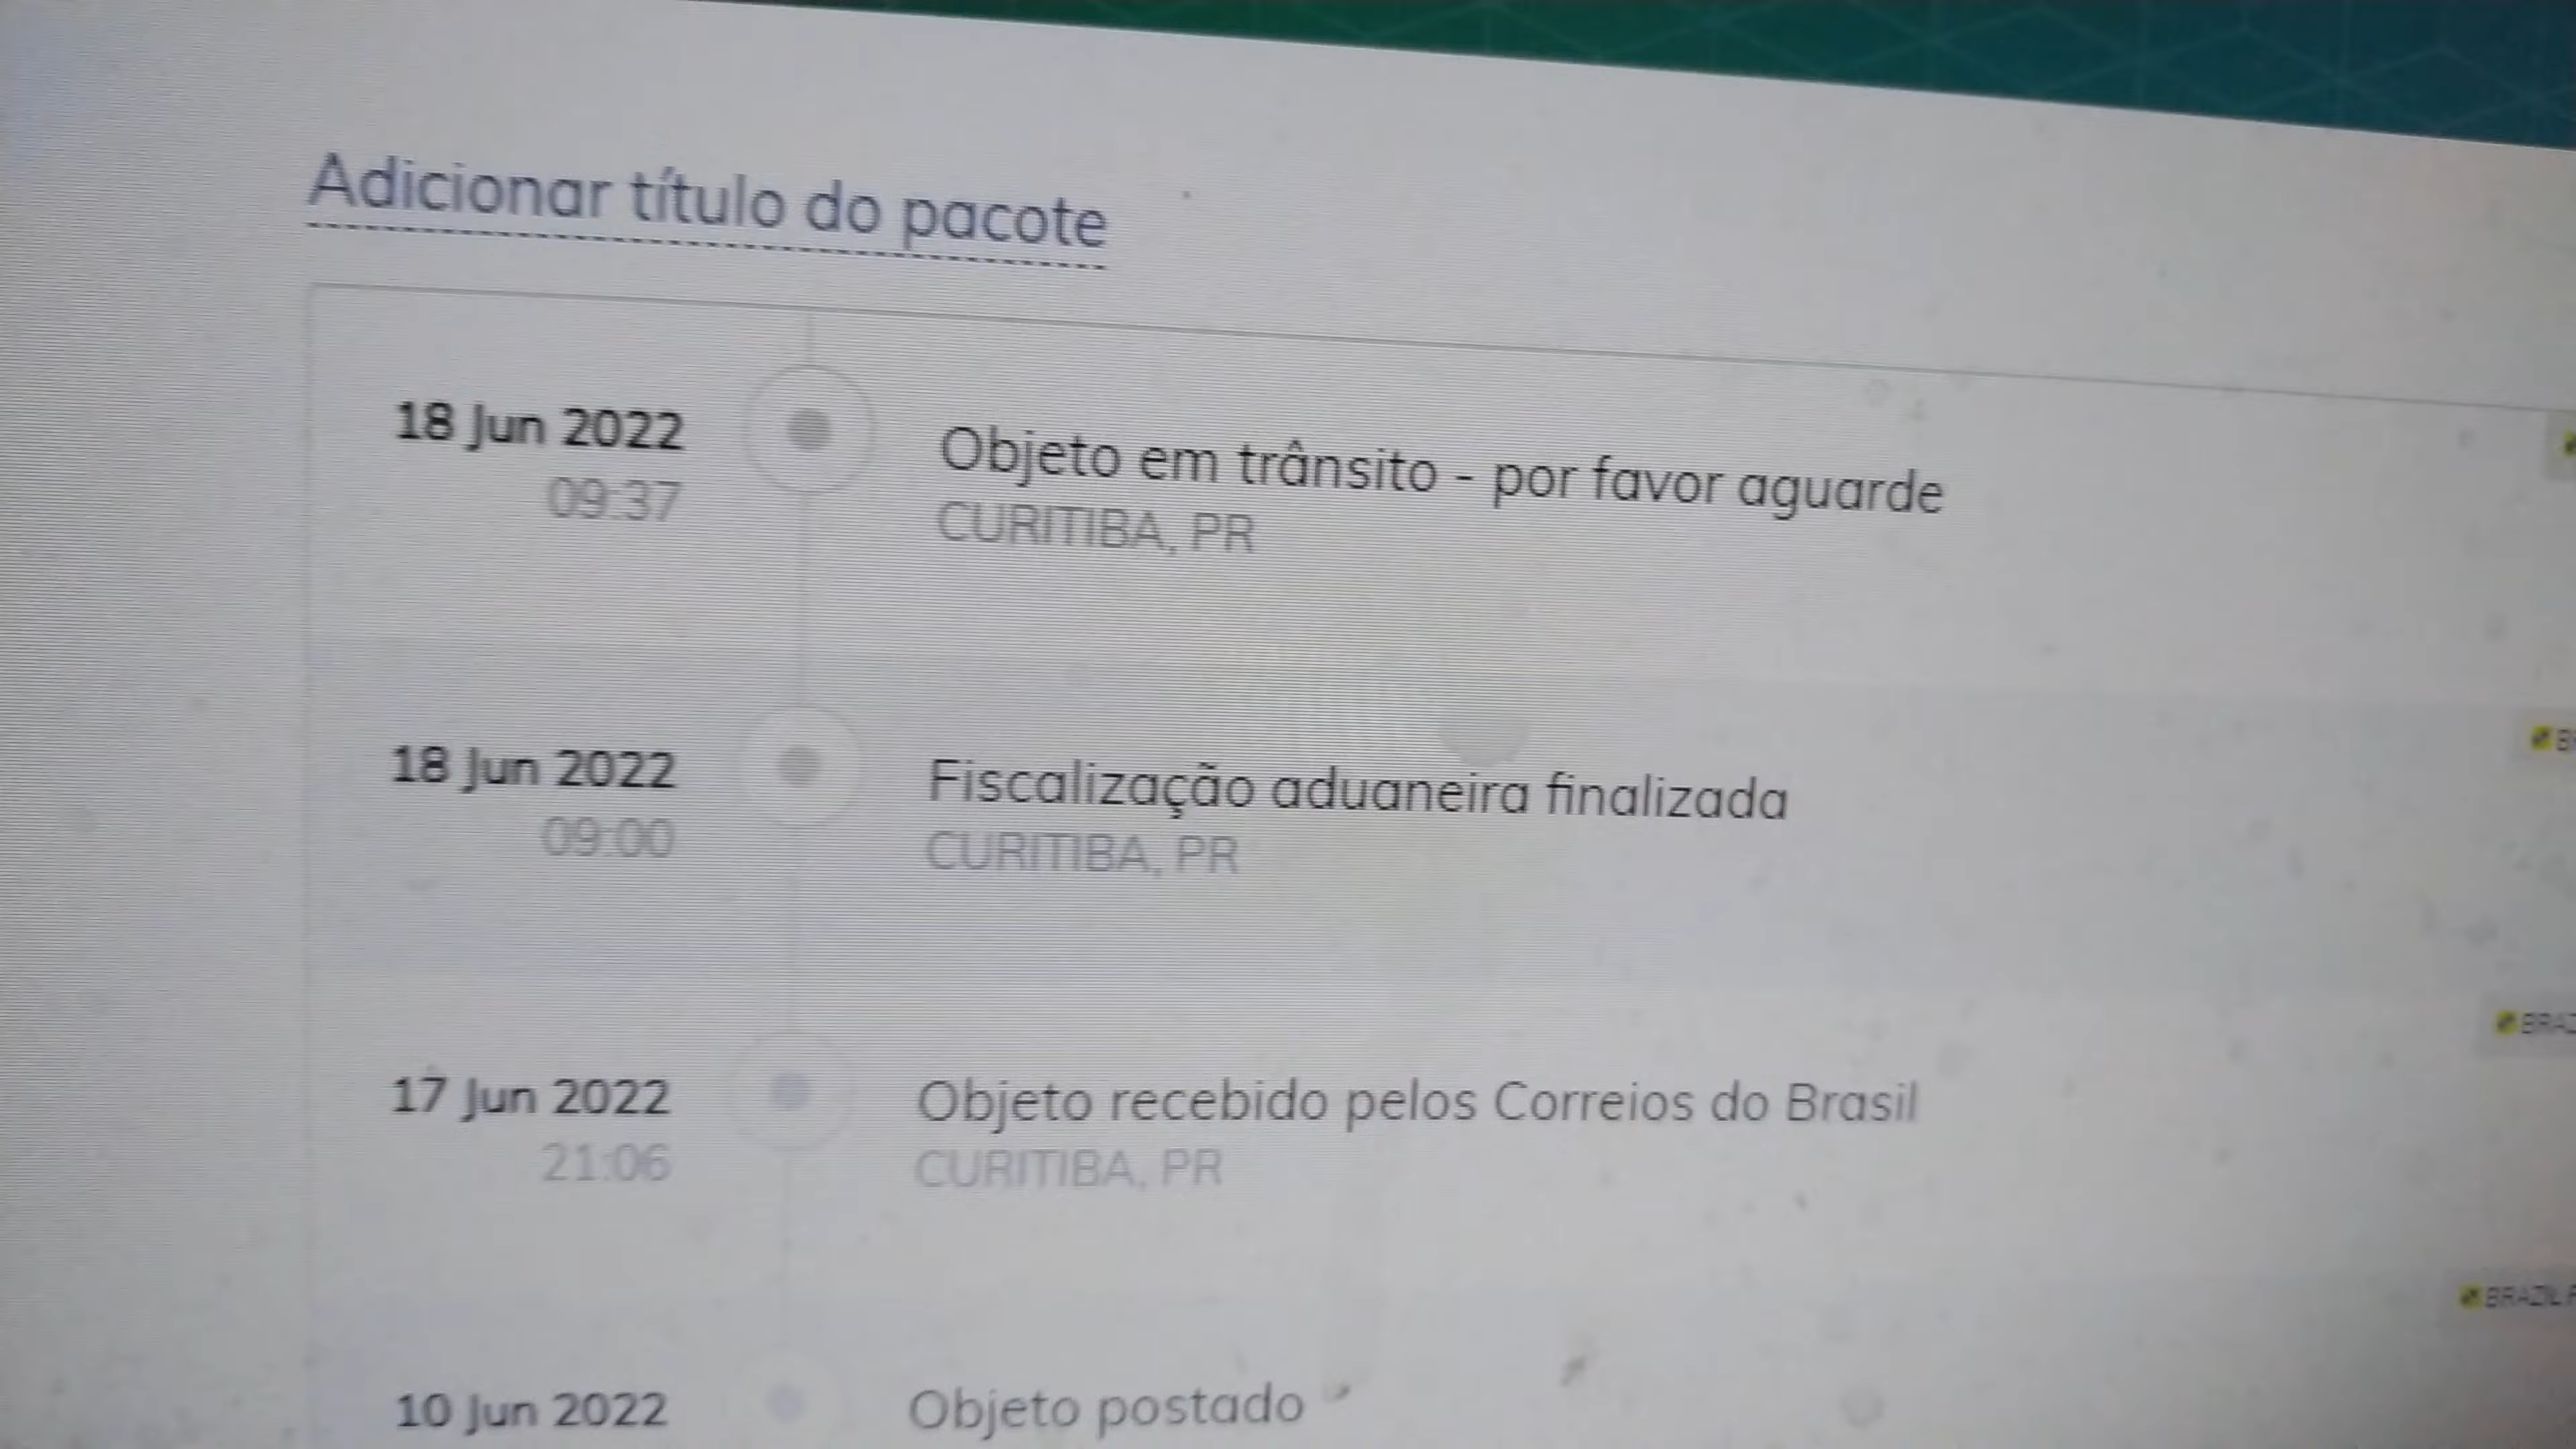 Adicionar título do pacote
18 Jun 2022
09:37
Objeto em trânsito - por favor aguarde
CURITIBA, PR
18 Jun 2022
09:00
Fiscalização aduaneira finalizada
CURITIBA, PR
17 Jun 2022
21:06
Objeto recebido pelos Correios do Brasil
CURITIBA, PR
10 Jun 2022
Objeto postado
BRAZIL